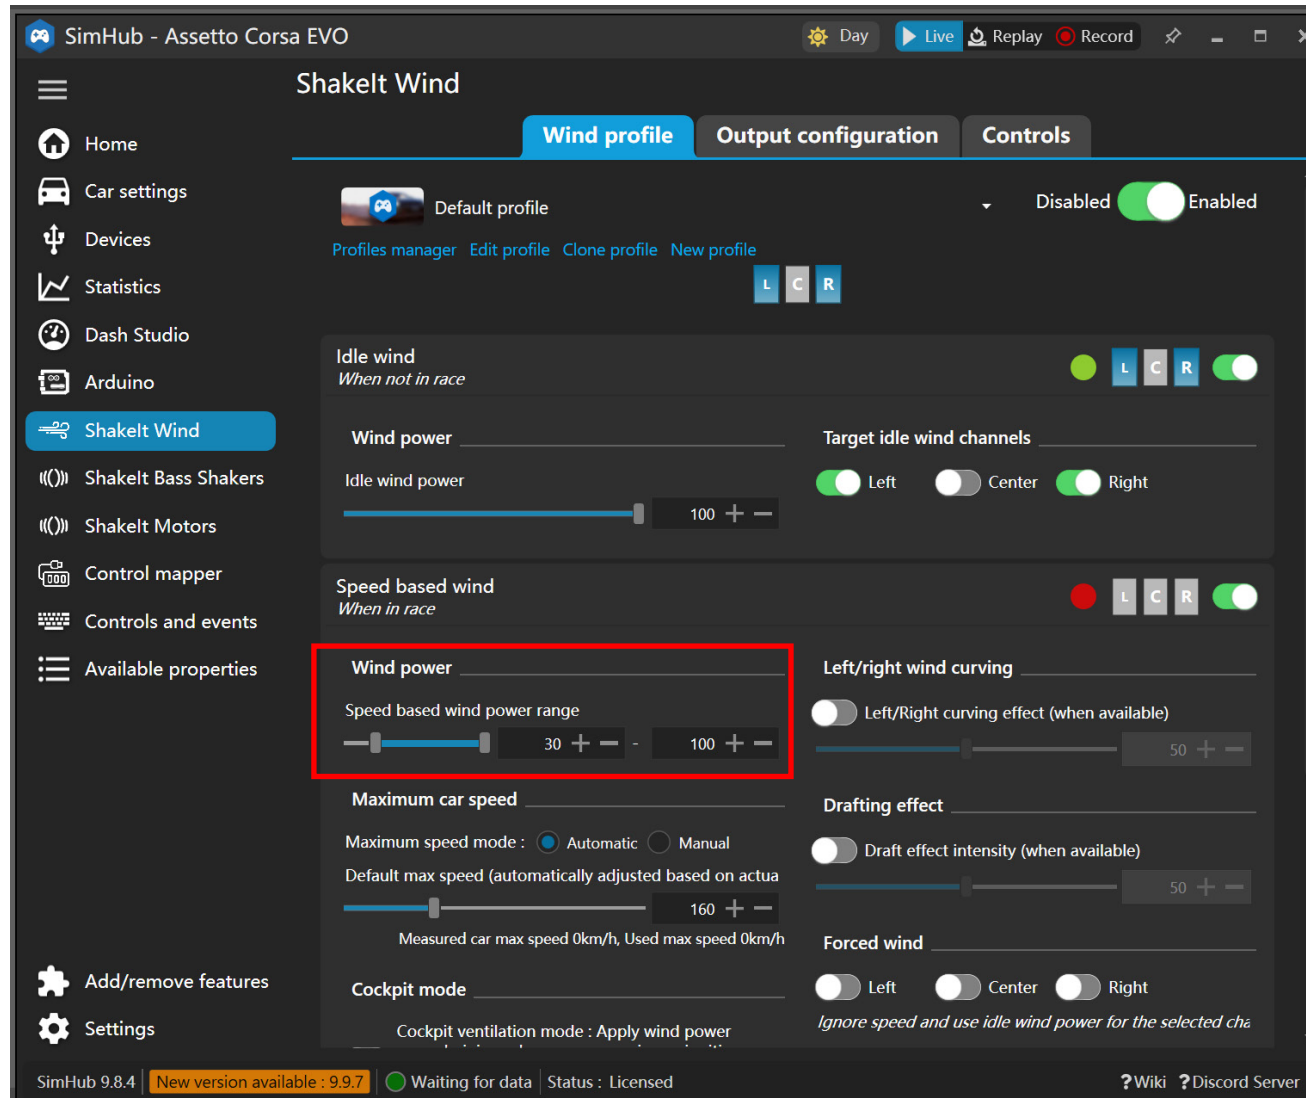 SimHub - Assetto Corsa EVO
Day
Live
Replay
Record
ShakeIt Wind
Home
Car settings
Devices
Statistics
Dash Studio
Arduino
ShakeIt Wind
ShakeIt Bass Shakers
ShakeIt Motors
Control mapper
Controls and events
Available properties
Add/remove features
Settings
Wind profile
Output configuration
Controls
Default profile
Disabled
Enabled
Profiles manager Edit profile Clone profile New profile
L C R
Idle wind
When not in race
L C R
Wind power
Idle wind power
100
Target idle wind channels
Left Center Right
Speed based wind
When in race
L C R
Wind power
Speed based wind power range
30 - 100
Maximum car speed
Maximum speed mode : Automatic Manual
Default max speed (automatically adjusted based on actua
160
Measured car max speed 0km/h, Used max speed 0km/h
Cockpit mode
Cockpit ventilation mode : Apply wind power
Left/right wind curving
Left/Right curving effect (when available)
50
Drafting effect
Draft effect intensity (when available)
50
Forced wind
Left Center Right
Ignore speed and use idle wind power for the selected cha
SimHub 9.8.4
New version available : 9.9.7
Waiting for data
Status : Licensed
?Wiki ?Discord Server